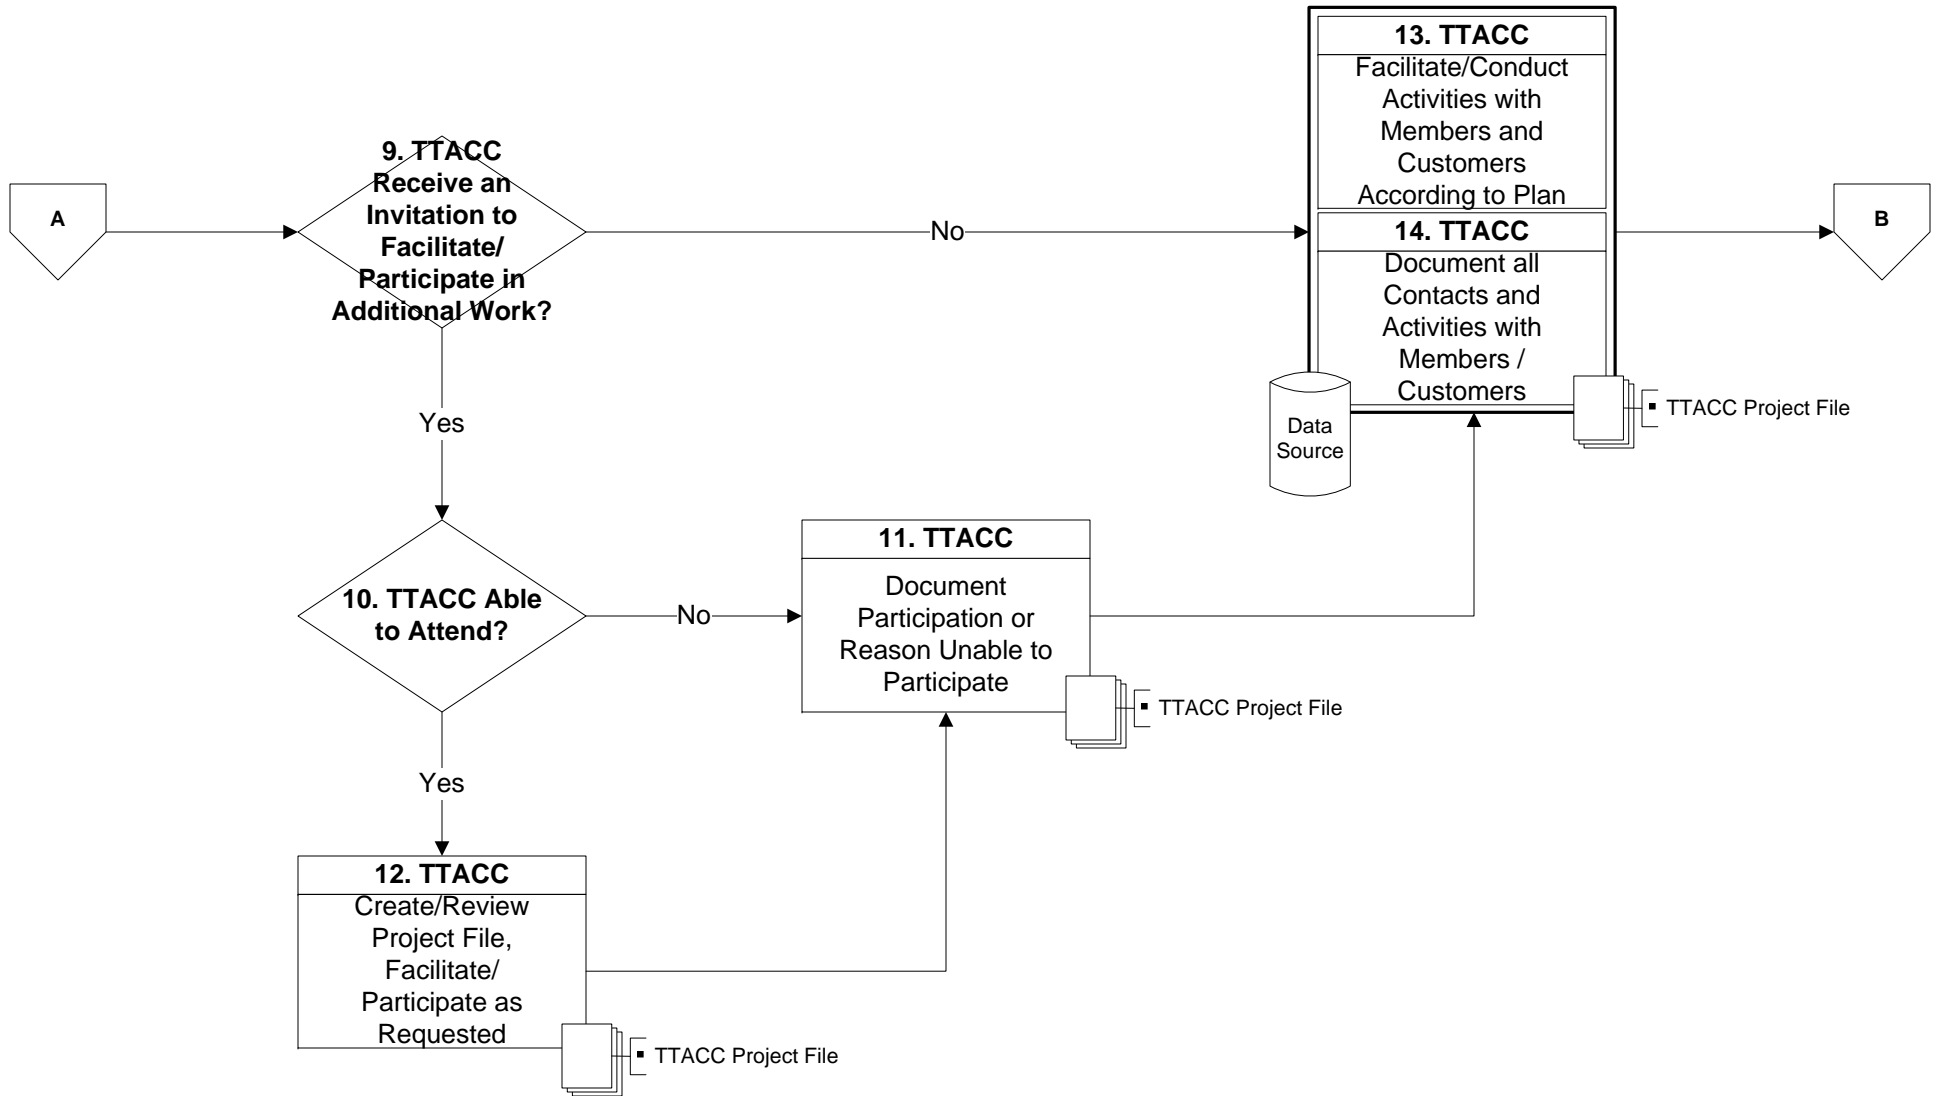 A
9. TTACC
Receive an
Invitation to
Facilitate/
Participate in
Additional Work?
No
13. TTACC
Facilitate/Conduct
Activities with
Members and
Customers
According to Plan
14. TTACC
Document all
Contacts and
Activities with
Members /
Customers
Data
Source
TTACC Project File
B
Yes
10. TTACC Able
to Attend?
No
11. TTACC
Document
Participation or
Reason Unable to
Participate
TTACC Project File
Yes
12. TTACC
Create/Review
Project File,
Facilitate/
Participate as
Requested
TTACC Project File